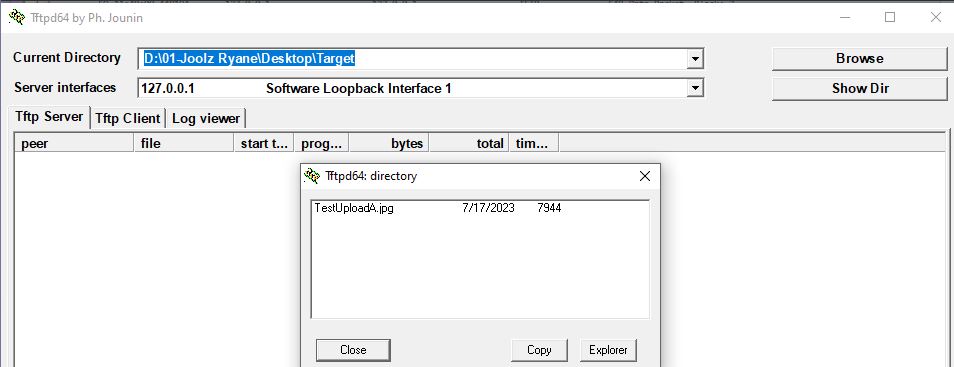 Tftpd64 by Ph. Jounin
Current Directory D:\01-Joolz Ryane\Desktop\Target Browse
Server interfaces 127.0.0.1 Software Loopback Interface 1 Show Dir
Tftp Server Tftp Client Log viewer
peer file start t... prog... bytes total tim...
Tftpd64: directory
TestUploadA.jpg 7/17/2023 7944
Close Copy Explorer